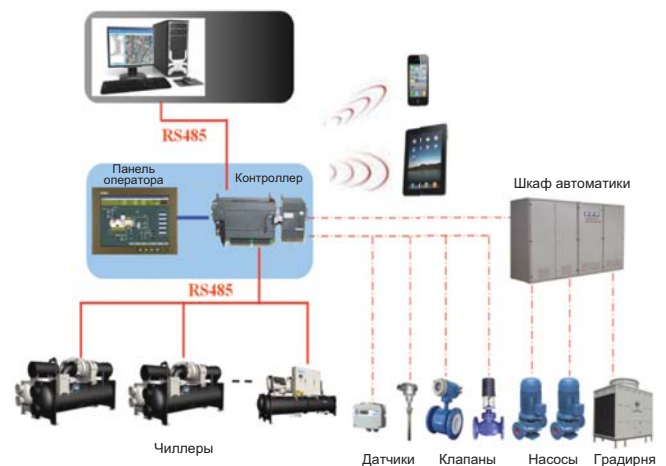 RS485
Панель
оператора
Контроллер
Шкаф автоматики
RS485
Чиллеры
Датчики
Клапаны
Насосы
Градирня